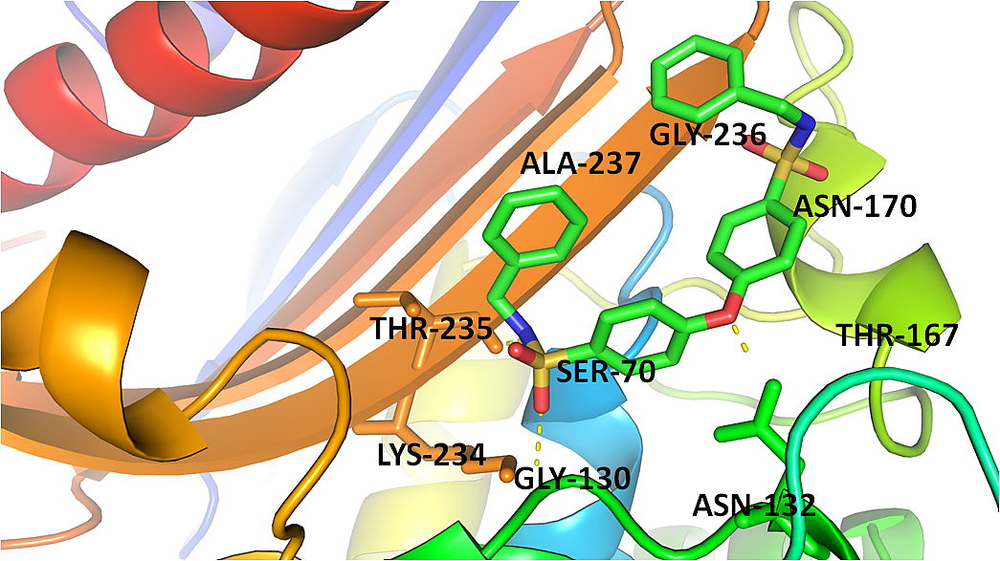 GLY-236
ALA-237
ASN-170
THR-235
THR-167
SER-70
LYS-234
GLY-130
ASN-132